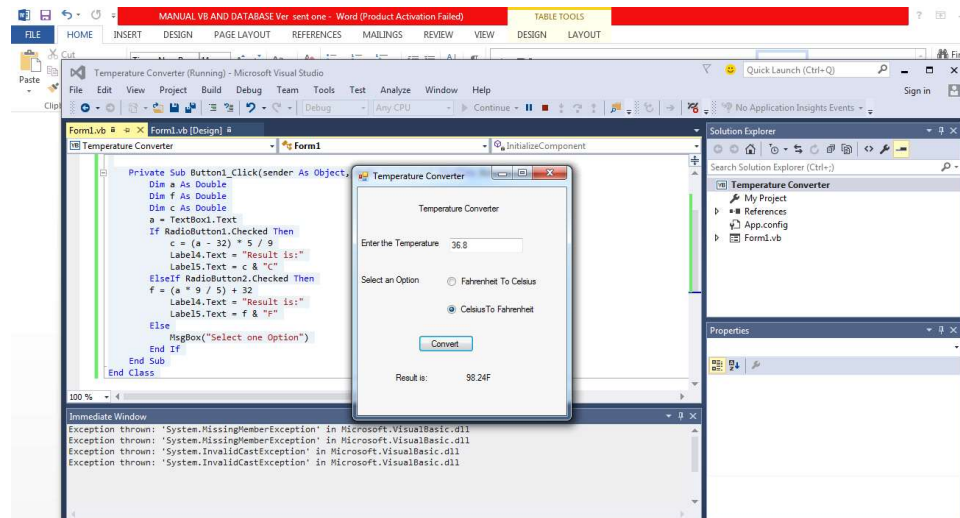 MANUAL VB AND DATABASE Ver sent one - Word (Product Activation Failed)
TABLE TOOLS
FILE HOME INSERT DESIGN PAGE LAYOUT REFERENCES MAILINGS REVIEW VIEW DESIGN LAYOUT
Cut
Paste
Clip
Fi
Temperature Converter (Running) - Microsoft Visual Studio
Quick Launch (Ctrl+Q)
File Edit View Project Build Debug Team Tools Test Analyze Window Help
Sign in
Debug Any CPU Continue No Application Insights Events
Form1.vb Form1.vb [Design]
Temperature Converter Form1 InitializeComponent
Private Sub Button1_Click(sender As Object,
Dim a As Double
Dim f As Double
Dim c As Double
a = TextBox1.Text
If RadioButton1.Checked Then
c = (a - 32) * 5 / 9
Label4.Text = "Result is:"
Label5.Text = c & "C"
ElseIf RadioButton2.Checked Then
f = (a * 9 / 5) + 32
Label4.Text = "Result is:"
Label5.Text = f & "F"
Else
MsgBox("Select one Option")
End If
End Sub
End Class
100 %
Temperature Converter
Temperature Converter
Enter the Temperature 36.8
Select an Option Fahrenheit To Celsius
CelsiusTo Fahrenheit
Convert
Result is: 98.24F
Solution Explorer
Search Solution Explorer (Ctrl+;)
Temperature Converter
My Project
References
App.config
Form1.vb
Properties
Immediate Window
Exception thrown: 'System.MissingMemberException' in Microsoft.VisualBasic.dll
Exception thrown: 'System.MissingMemberException' in Microsoft.VisualBasic.dll
Exception thrown: 'System.InvalidCastException' in Microsoft.VisualBasic.dll
Exception thrown: 'System.InvalidCastException' in Microsoft.VisualBasic.dll